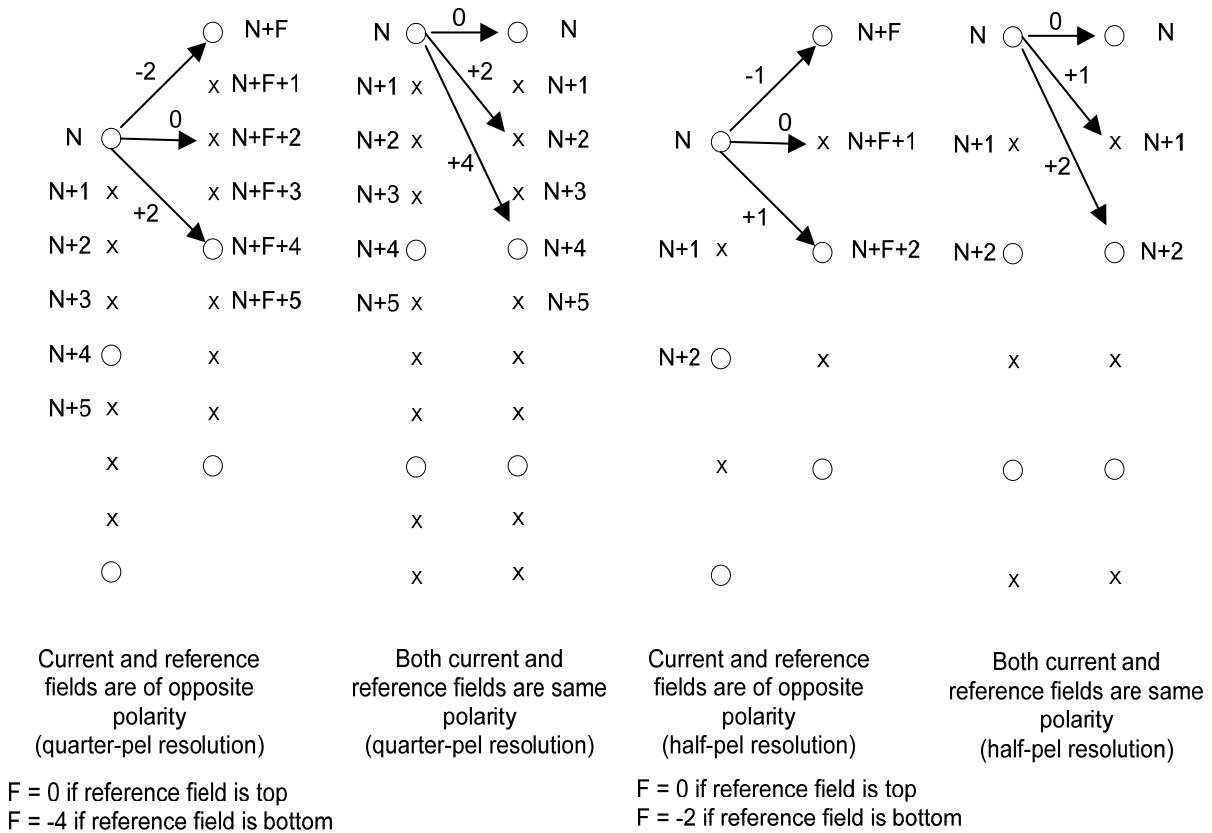 N+F
-2
x N+F+1
N
0
x N+F+2
N+1 x
x N+F+3
+2
N+2 x
N+F+4
N+3 x
x N+F+5
N+4
x
N+5 x
x
x
x
N
0
N
+2
N+1 x
x N+1
N+2 x
x N+2
+4
N+3 x
x N+3
N+4
N+4
N+5 x
x N+5
x x
x x
x x
x x
N+F
-1
N
0
x N+F+1
+1
N+1 x
N+F+2
N+2
x
x
N
0
N
+1
N+1 x
x N+1
+2
N+2
N+2
x x
x x
Current and reference
fields are of opposite
polarity
(quarter-pel resolution)
F = 0 if reference field is top
F = -4 if reference field is bottom
Both current and
reference fields are same
polarity
(quarter-pel resolution)
Current and reference
fields are of opposite
polarity
(half-pel resolution)
F = 0 if reference field is top
F = -2 if reference field is bottom
Both current and
reference fields are same
polarity
(half-pel resolution)